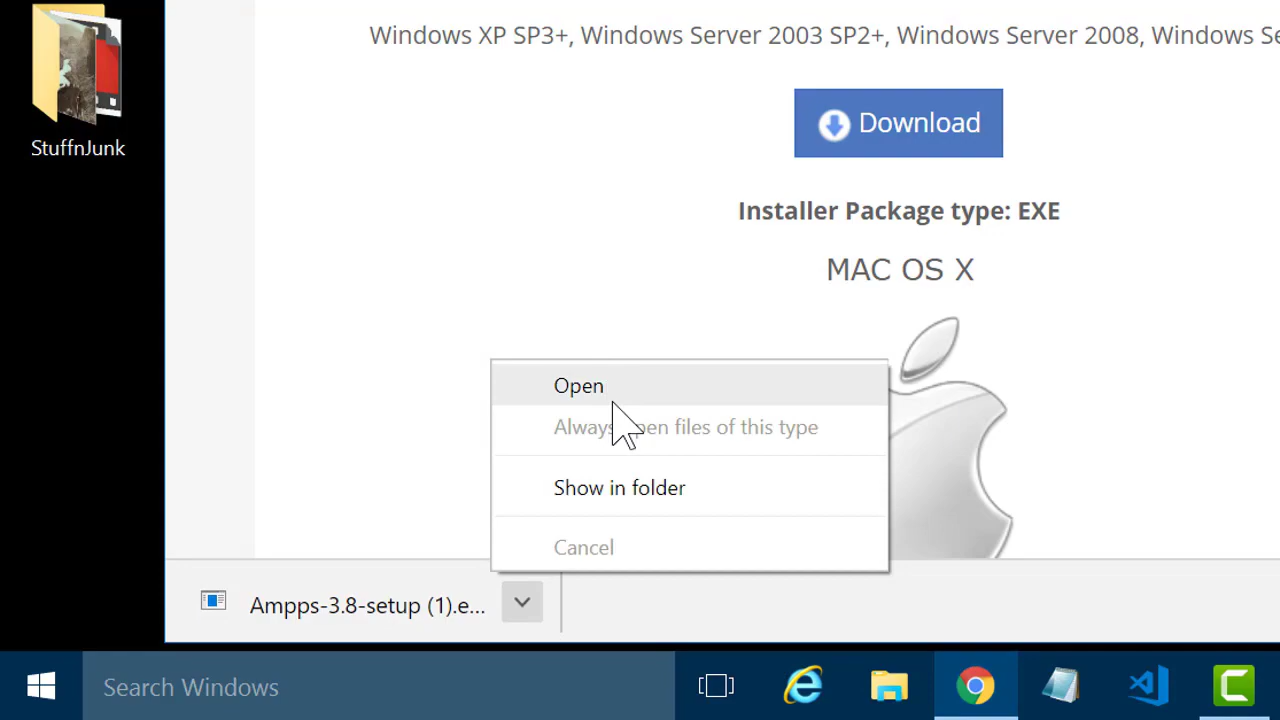 Windows XP SP3+, Windows Server 2003 SP2+, Windows Server 2008, Windows Se
StuffnJunk
Download
Installer Package type: EXE
MAC OS X
Open
Always open files of this type
Show in folder
Cancel
Ampps-3.8-setup (1).e...
Search Windows